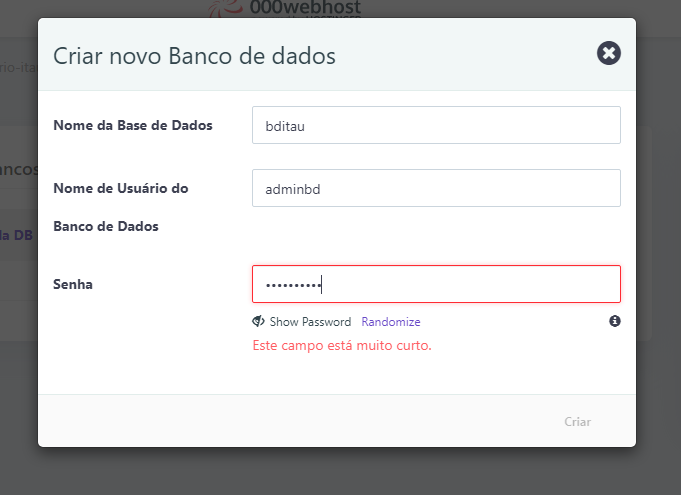 000webhost
Criar novo Banco de dados
Nome da Base de Dados
bditau
Nome de Usuário do
Banco de Dados
adminbd
Senha
••••••••••
Show Password Randomize
Este campo está muito curto.
Criar
DB